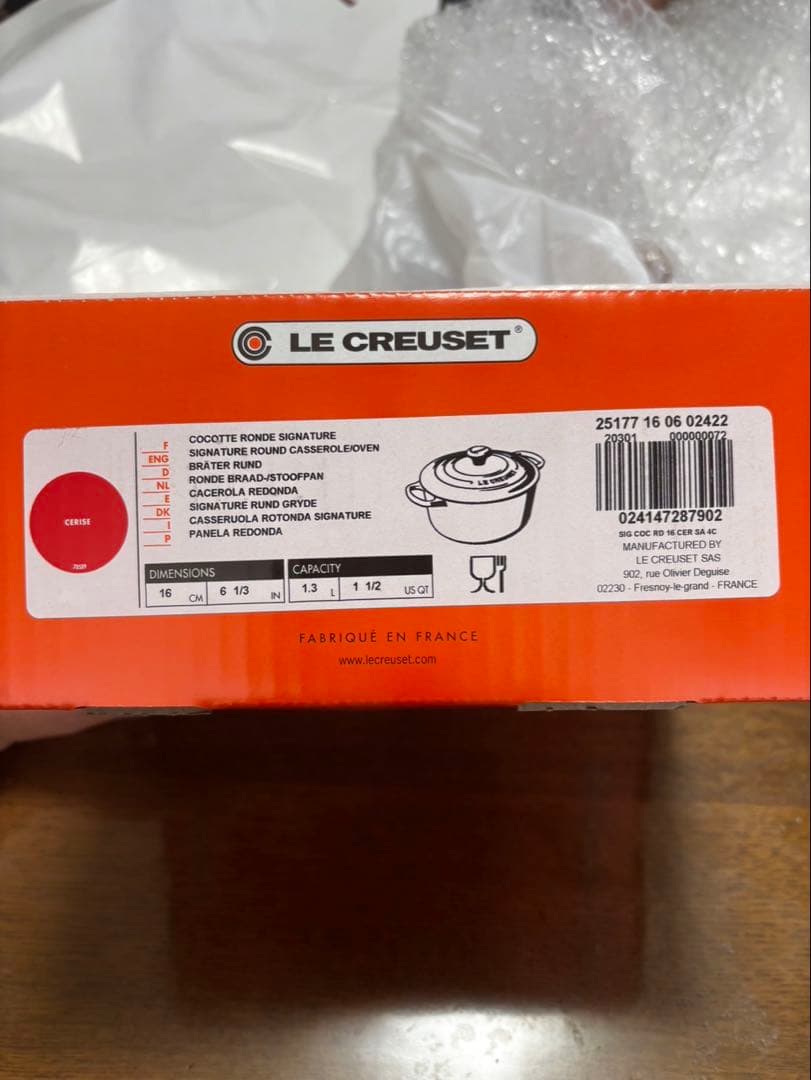 LE CREUSET®
CERISE
F COCOTTE RONDE SIGNATURE
ENG SIGNATURE ROUND CASSEROLE/OVEN
D BRÄTER RUND
NL RONDE BRAAD-/STOOFPAN
E CACEROLA REDONDA
DK SIGNATURE RUND GRYDE
I CASSERUOLA ROTONDA SIGNATURE
P PANELA REDONDA
DIMENSIONS
16 CM 6 1/3 IN
CAPACITY
1.3 L 1 1/2 US QT
LE CREUSET
25177 16 06 02422
20301 000000072
024147287902
SIG COC RD 16 CER SA 4C
MANUFACTURED BY
LE CREUSET SAS
902, rue Olivier Deguise
02230 - Fresnoy-le-grand - FRANCE
FABRIQUÉ EN FRANCE
www.lecreuset.com